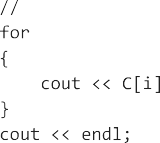 //
for
{
    cout << C[i]
}
cout << endl;